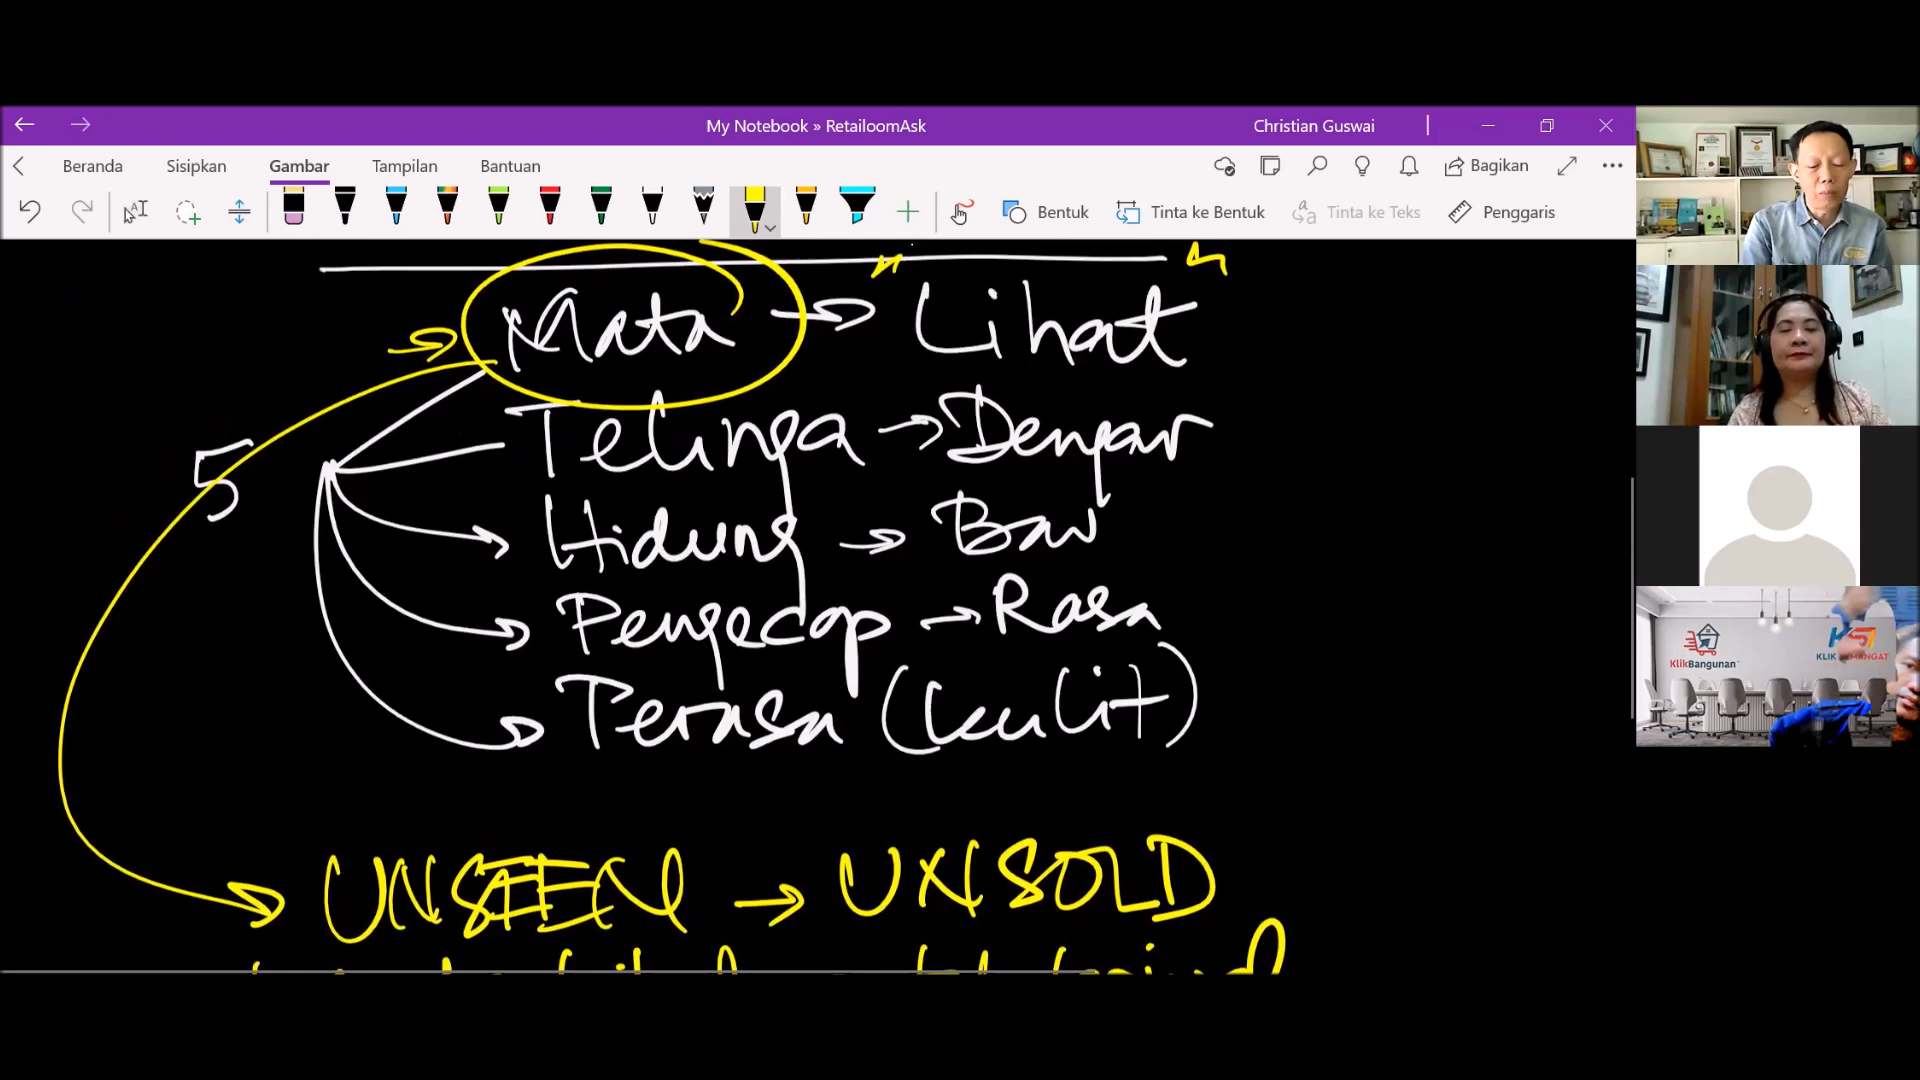 My Notebook » RetailoomAsk
Christian Guswai
Beranda Sisipkan Gambar Tampilan Bantuan
Bagikan
Bentuk Tinta ke Bentuk Tinta ke Teks Penggaris
Mata → Lihat
5
Telinga → Dengar
Hidung → Bau
Pengecap → Rasa
Terasa (kulit)
UNSEEN → UNSOLD
KlikBangunan